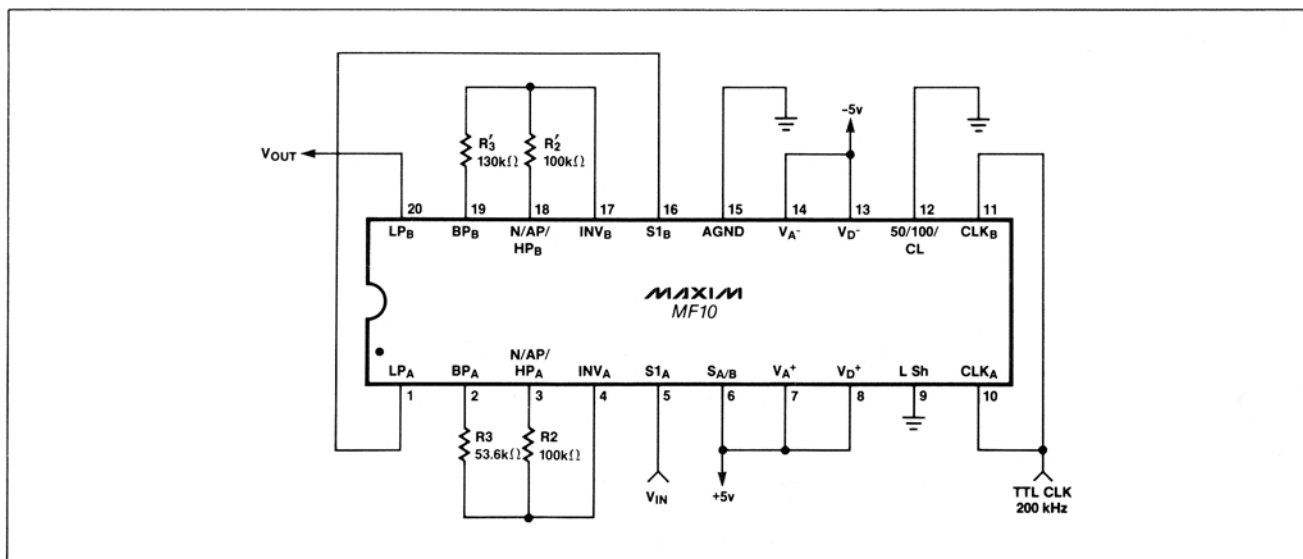 -5v
VOUT
R'3
130kΩ
R'2
100kΩ
20 19 18 17 16 15 14 13 12 11
LPB BPB N/AP/ HPB INVB S1B AGND VA- VD- 50/100/ CL CLKB
MAXIM
MF10
LPA BPA N/AP/ HPA INVA S1A SA/B VA+ VD+ L Sh CLKA
1 2 3 4 5 6 7 8 9 10
R3
53.6kΩ
R2
100kΩ
VIN
+5v
TTL CLK
200 kHz